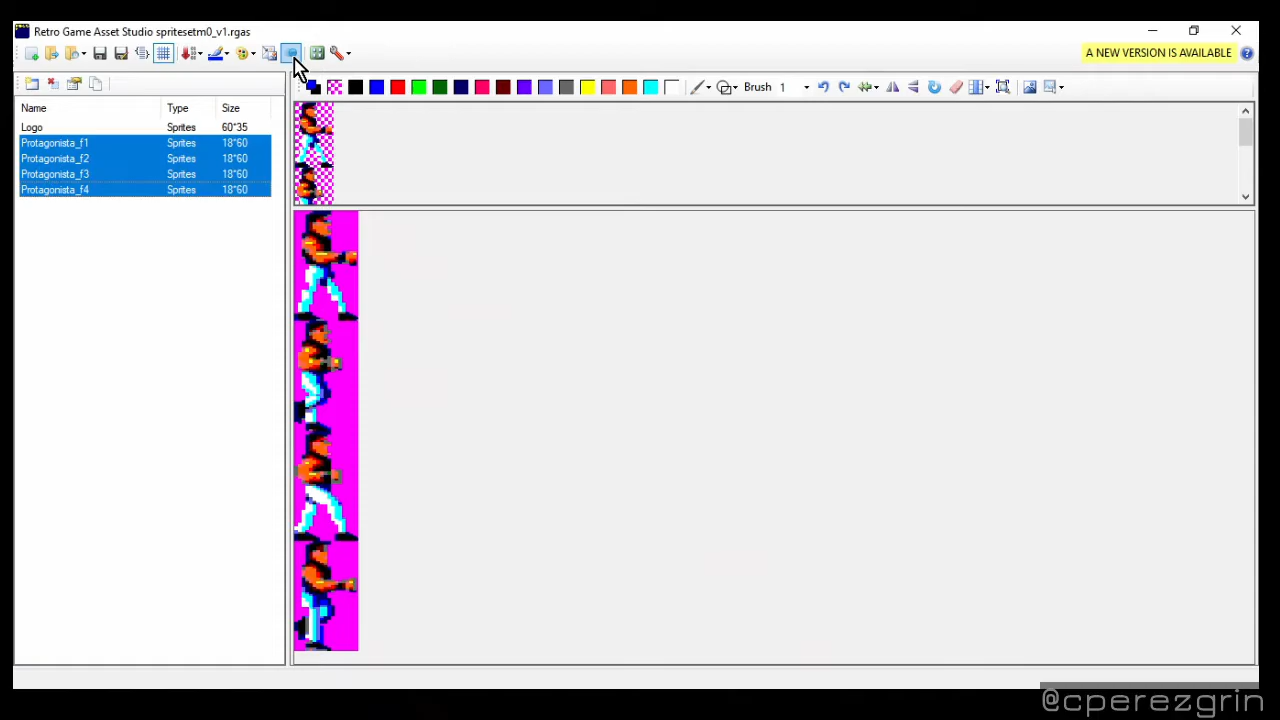 Retro Game Asset Studio spritesetm0_v1.rgas
A NEW VERSION IS AVAILABLE
Brush 1
Name Type Size
Logo Sprites 60*35
Protagonista_f1 Sprites 18*60
Protagonista_f2 Sprites 18*60
Protagonista_f3 Sprites 18*60
Protagonista_f4 Sprites 18*60
@cperezgrin